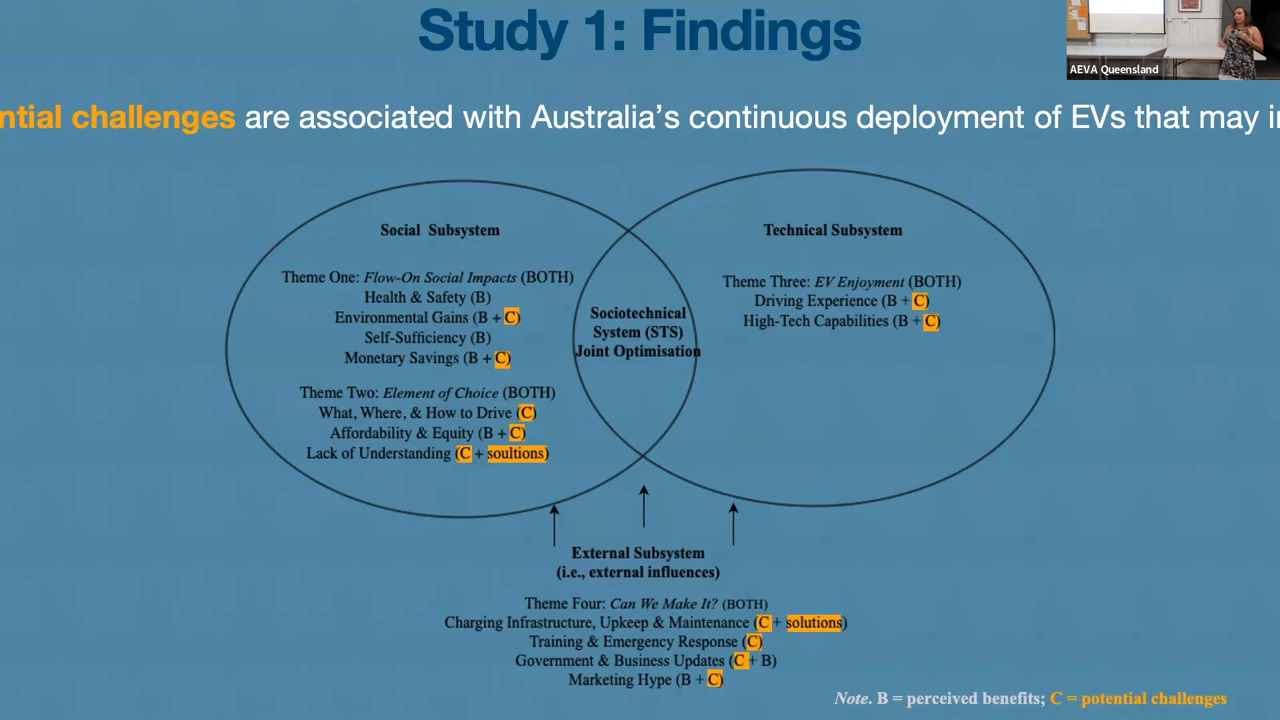 Study 1: Findings
AEVA Queensland
ntial challenges are associated with Australia's continuous deployment of EVs that may i
Social Subsystem
Theme One: Flow-On Social Impacts (BOTH)
Health & Safety (B)
Environmental Gains (B + C)
Self-Sufficiency (B)
Monetary Savings (B + C)
Theme Two: Element of Choice (BOTH)
What, Where, & How to Drive (C)
Affordability & Equity (B + C)
Lack of Understanding (C + soultions)
Sociotechnical
System (STS)
Joint Optimisation
Technical Subsystem
Theme Three: EV Enjoyment (BOTH)
Driving Experience (B + C)
High-Tech Capabilities (B + C)
External Subsystem
(i.e., external influences)
Theme Four: Can We Make It? (BOTH)
Charging Infrastructure, Upkeep & Maintenance (C + solutions)
Training & Emergency Response (C)
Government & Business Updates (C + B)
Marketing Hype (B + C)
Note. B = perceived benefits; C = potential challenges